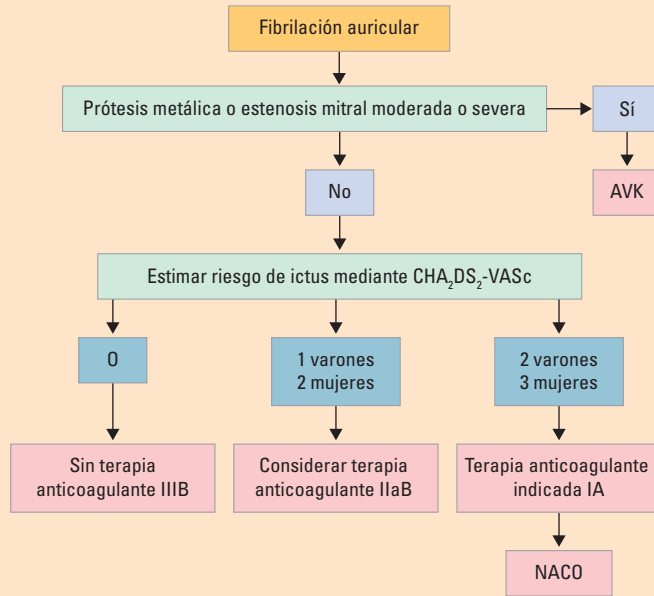 Fibrilación auricular
Prótesis metálica o estenosis mitral moderada o severa
Sí
No
AVK
Estimar riesgo de ictus mediante CHA₂DS₂-VASc
0
1 varones
2 mujeres
2 varones
3 mujeres
Sin terapia
anticoagulante IIIB
Considerar terapia
anticoagulante IIaB
Terapia anticoagulante
indicada IA
NACO